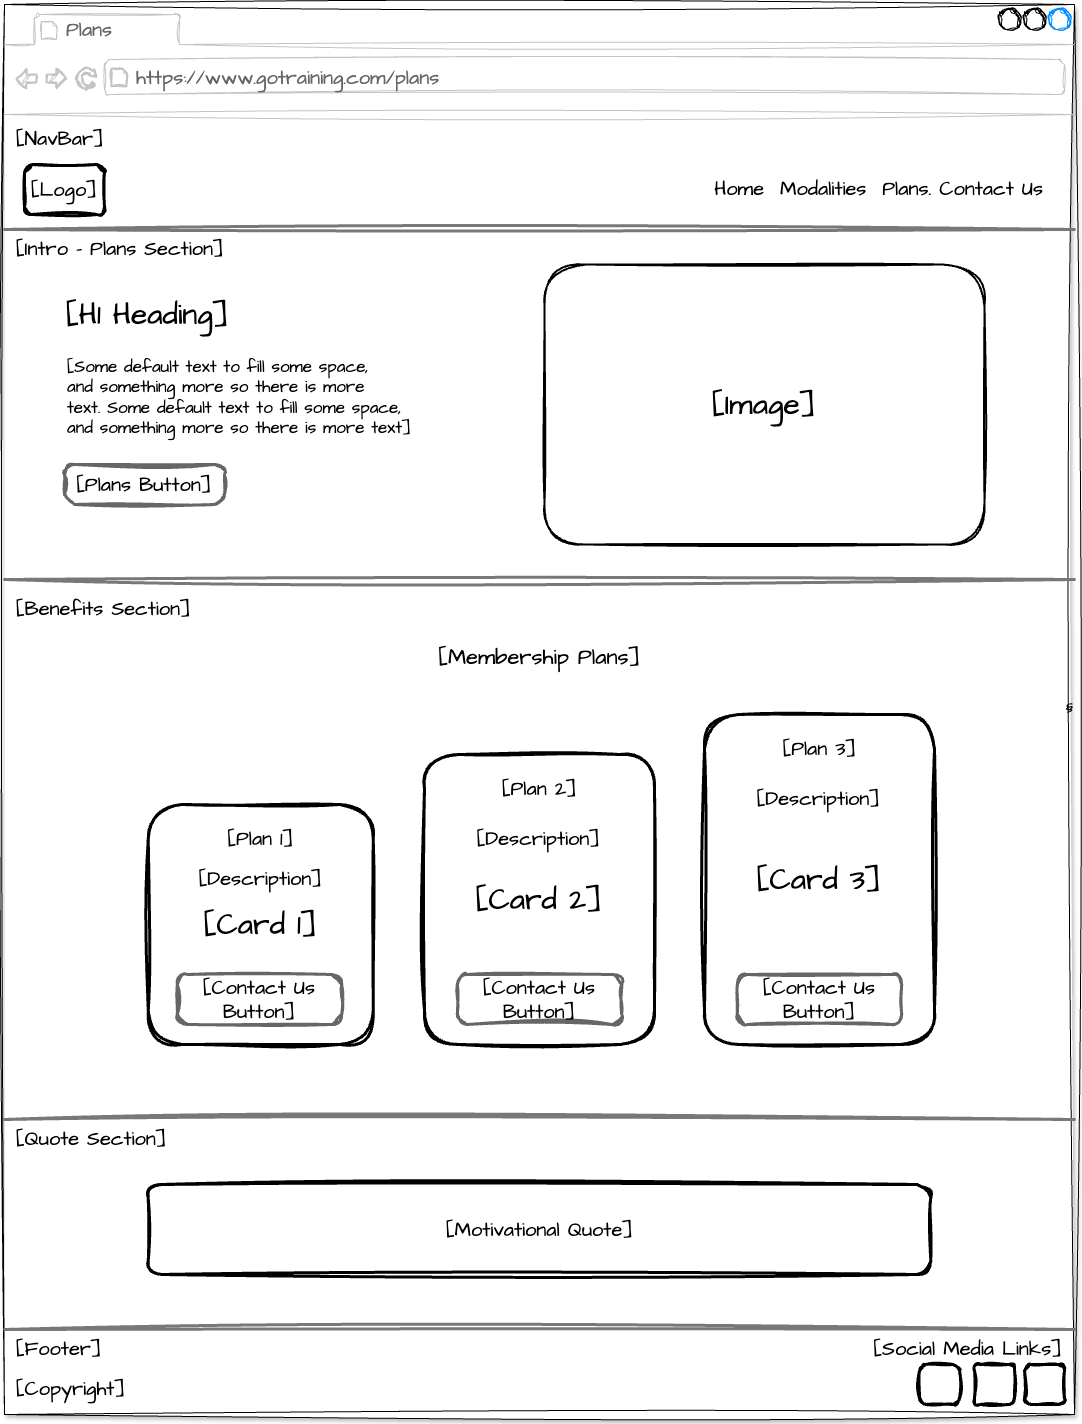 Plans
https://www.gotraining.com/plans
[NavBar]
[Logo]
Home Modalities Plans. Contact Us
[Intro - Plans Section]
[H1 Heading]
[Some default text to fill some space,
and something more so there is more
text. Some default text to fill some space,
and something more so there is more text]
[Plans Button]
[Image]
[Benefits Section]
[Membership Plans]
[Plan 1]
[Description]
[Card 1]
[Contact Us
Button]
[Plan 2]
[Description]
[Card 2]
[Contact Us
Button]
[Plan 3]
[Description]
[Card 3]
[Contact Us
Button]
[Quote Section]
[Motivational Quote]
[Footer]
[Copyright]
[Social Media Links]